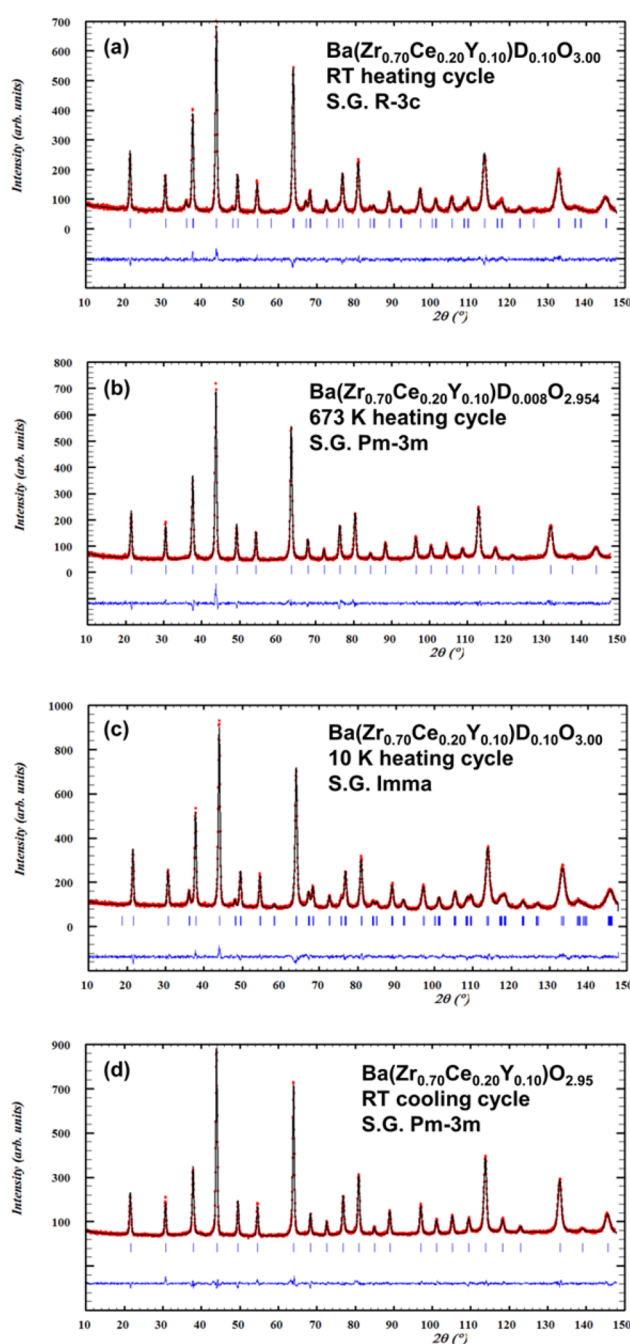 700
(a)
Ba(Zr0.70Ce0.20Y0.10)D0.10O3.00
RT heating cycle
S.G. R-3c
600
500
400
300
200
100
0
Intensity (arb. units)
10 20 30 40 50 60 70 80 90 100 110 120 130 140 150
2θ (°)
800
(b)
Ba(Zr0.70Ce0.20Y0.10)D0.008O2.954
673 K heating cycle
S.G. Pm-3m
700
600
500
400
300
200
100
0
Intensity (arb. units)
10 20 30 40 50 60 70 80 90 100 110 120 130 140 150
2θ (°)
1000
(c)
Ba(Zr0.70Ce0.20Y0.10)D0.10O3.00
10 K heating cycle
S.G. Imma
800
600
400
200
0
Intensity (arb. units)
10 20 30 40 50 60 70 80 90 100 110 120 130 140 150
2θ (°)
900
(d)
Ba(Zr0.70Ce0.20Y0.10)O2.95
RT cooling cycle
S.G. Pm-3m
700
500
300
100
Intensity (arb. units)
10 20 30 40 50 60 70 80 90 100 110 120 130 140 150
2θ (°)